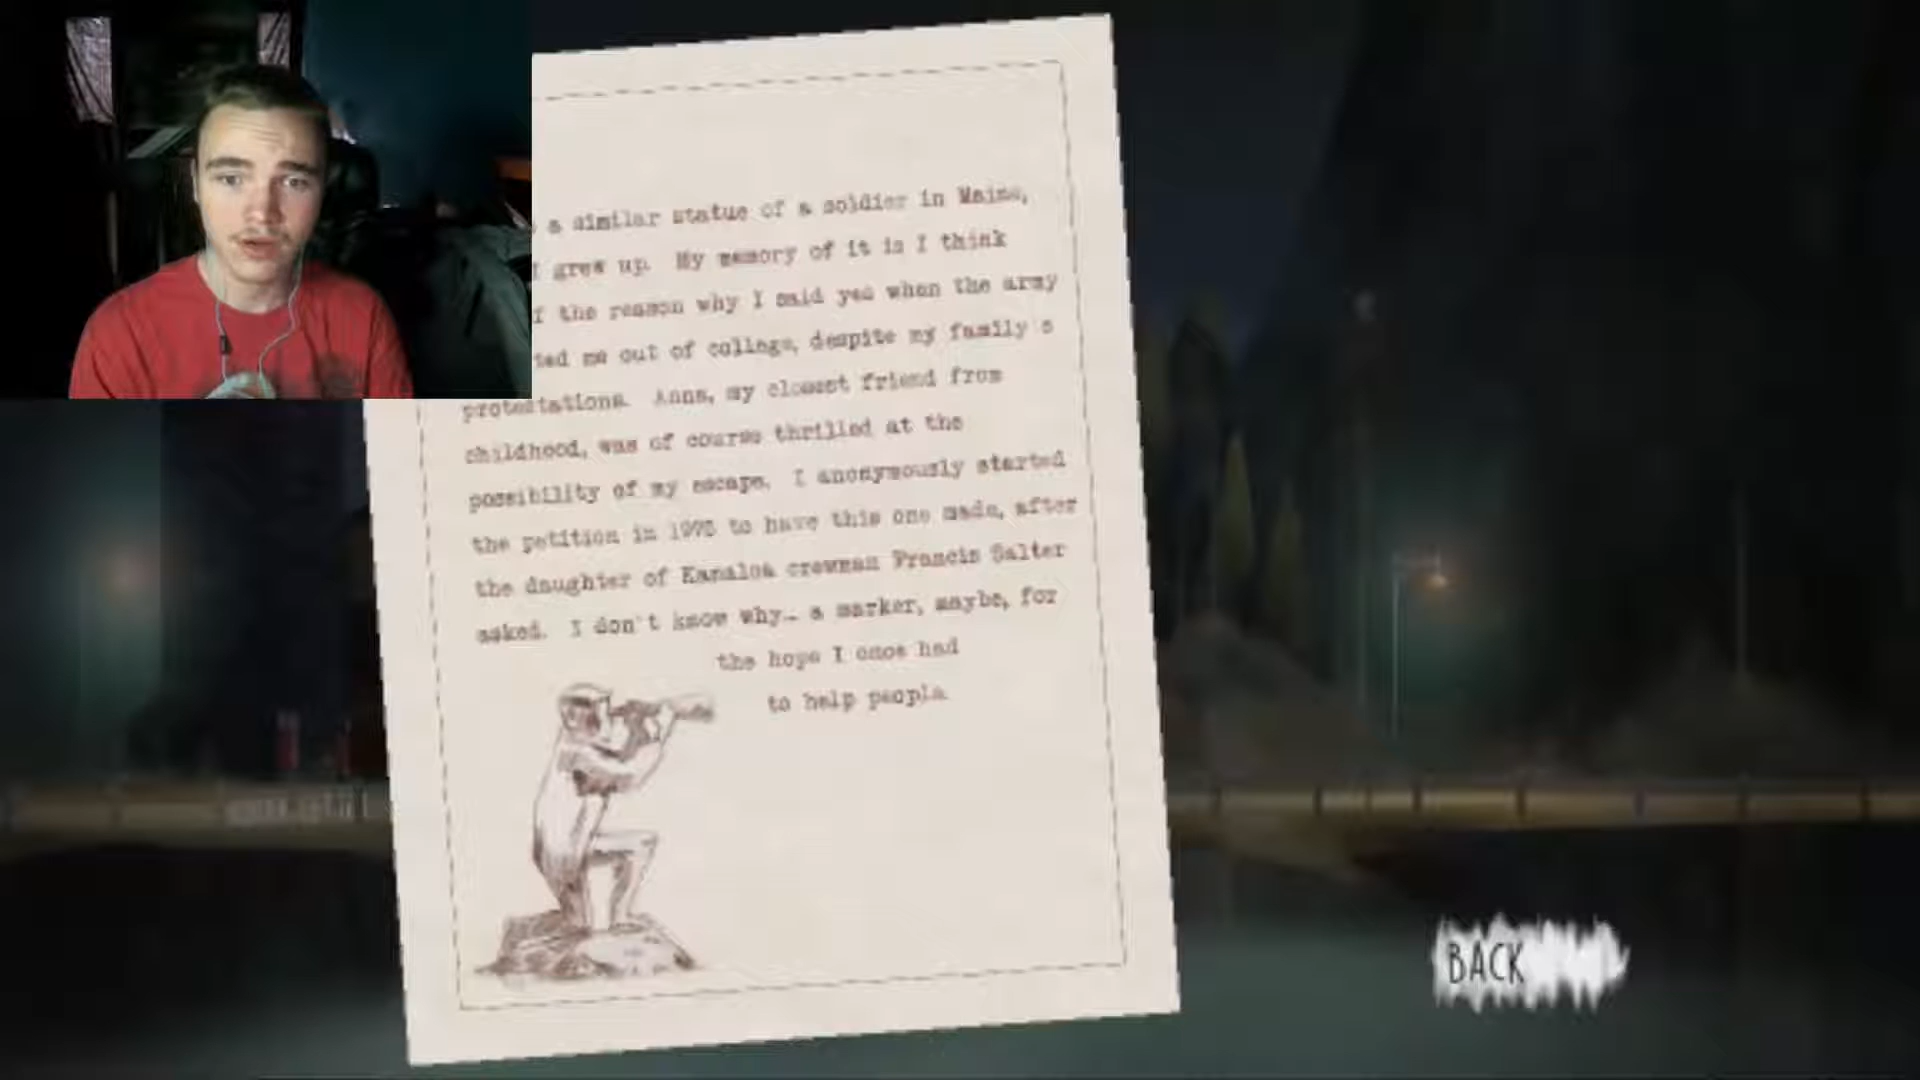 a similar statue of a soldier in Maine,
I grew up. My memory of it is I think
the reason why I said yes when the army
me out of college, despite my family s
protestations. Anna, my closest friend from
childhood, was of course thrilled at the
possibility of my escape. I anonymously started
the petition in to have this one made, after
the daughter of Kanaloa crewman Francis Salter
asked. I don't know why… a marker, maybe, for
the hope I once had
to help people.
BACK